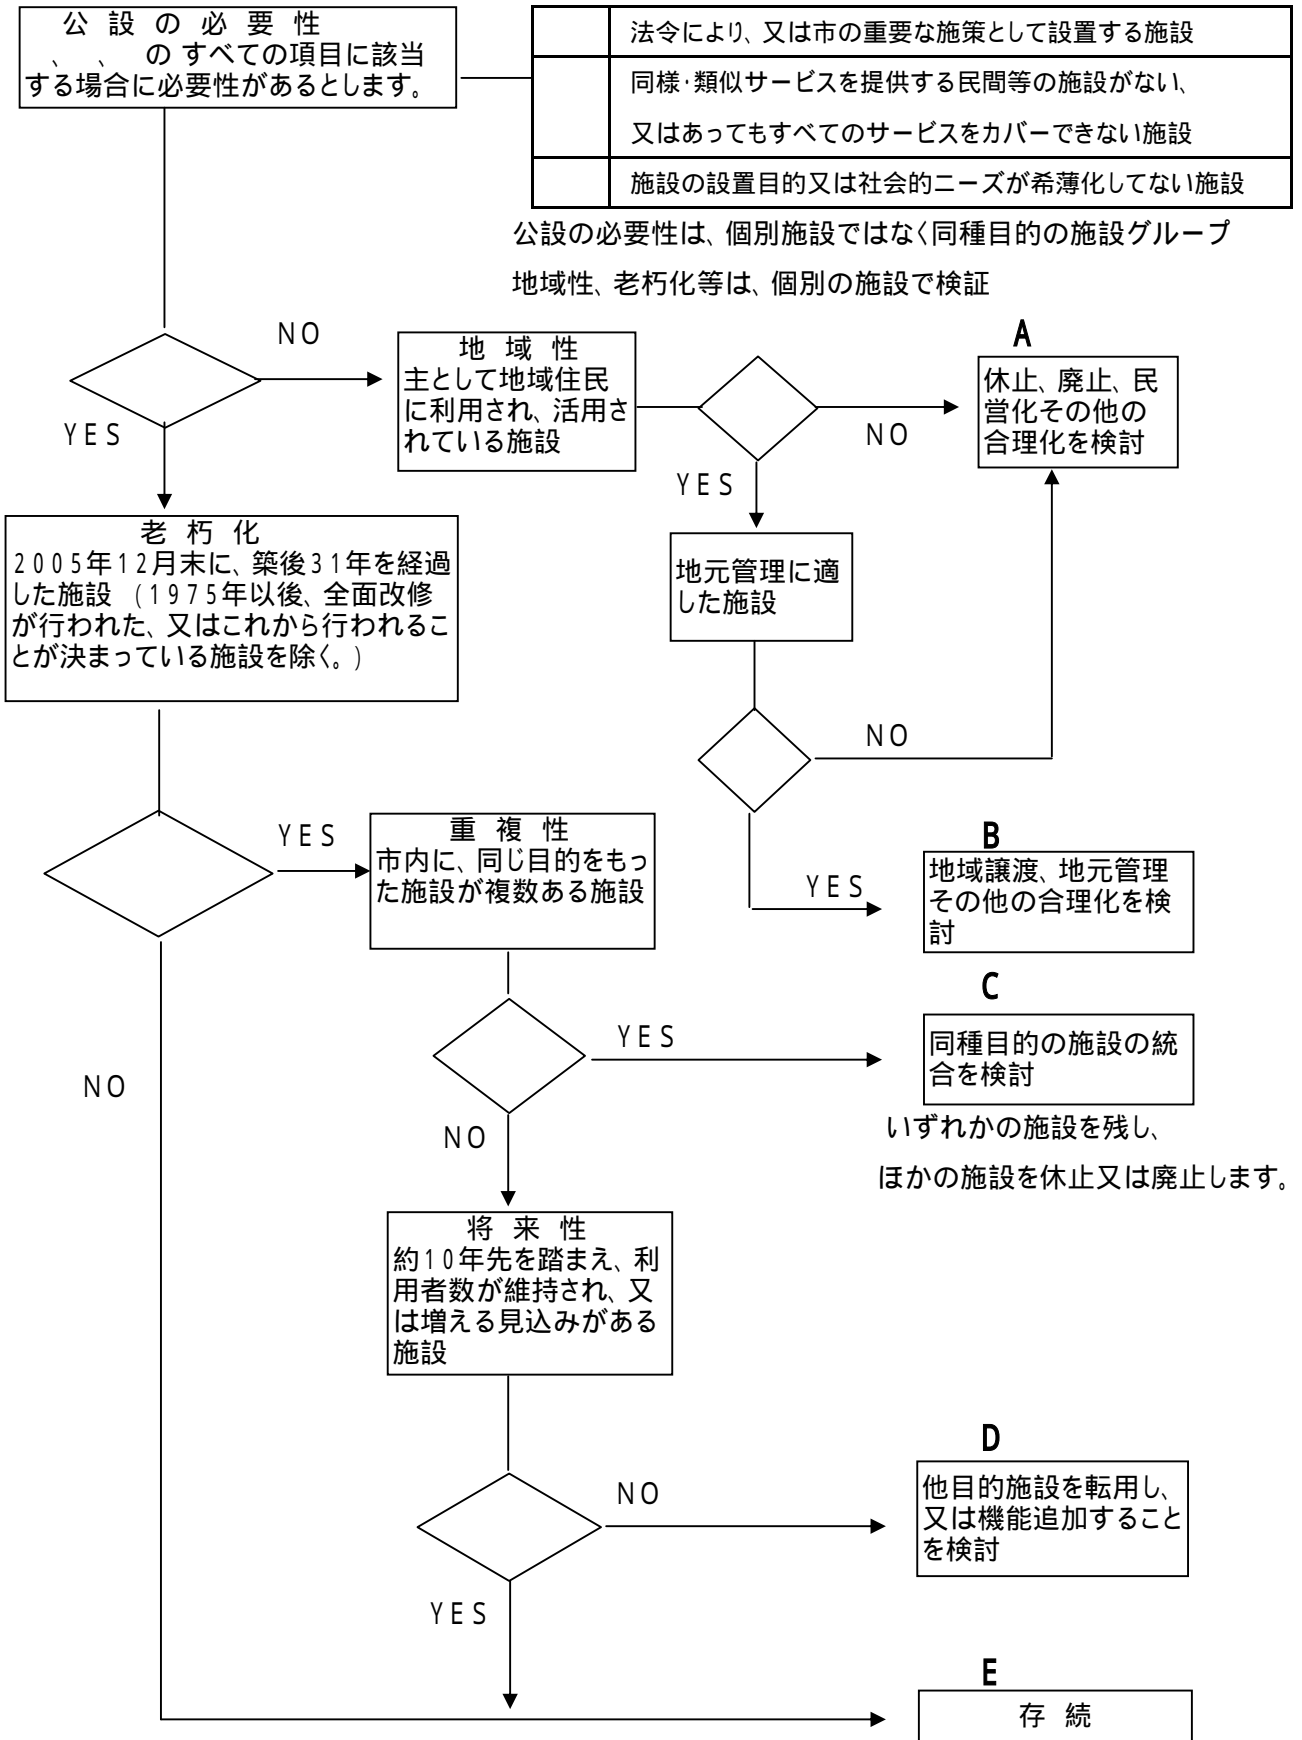 公 設 の 必 要 性
、 、 の すべての項目に該当
する場合に必要性があるとします。
法令により、又は市の重要な施策として設置する施設
同様・類似サービスを提供する民間等の施設がない、
又はあってもすべてのサービスをカバーできない施設
施設の設置目的又は社会的ニーズが希薄化してない施設
公設の必要性は、個別施設ではなく同種目的の施設グループ
地域性、老朽化等は、個別の施設で検証
NO
YES
地 域 性
主として地域住民
に利用され、活用さ
れている施設
NO
YES
A
休止、廃止、民
営化その他の
合理化を検討
老 朽 化
2005年12月末に、築後31年を経過
した施設 (1975年以後、全面改修
が行われた、又はこれから行われるこ
とが決まっている施設を除く。)
地元管理に適
した施設
NO
YES
B
地域譲渡、地元管理
その他の合理化を検
討
YES
NO
重 複 性
市内に、同じ目的をもっ
た施設が複数ある施設
YES
NO
C
同種目的の施設の統
合を検討
いずれかの施設を残し、
ほかの施設を休止又は廃止します。
将 来 性
約10年先を踏まえ、利
用者数が維持され、又
は増える見込みがある
施設
NO
YES
D
他目的施設を転用し、
又は機能追加すること
を検討
E
存 続